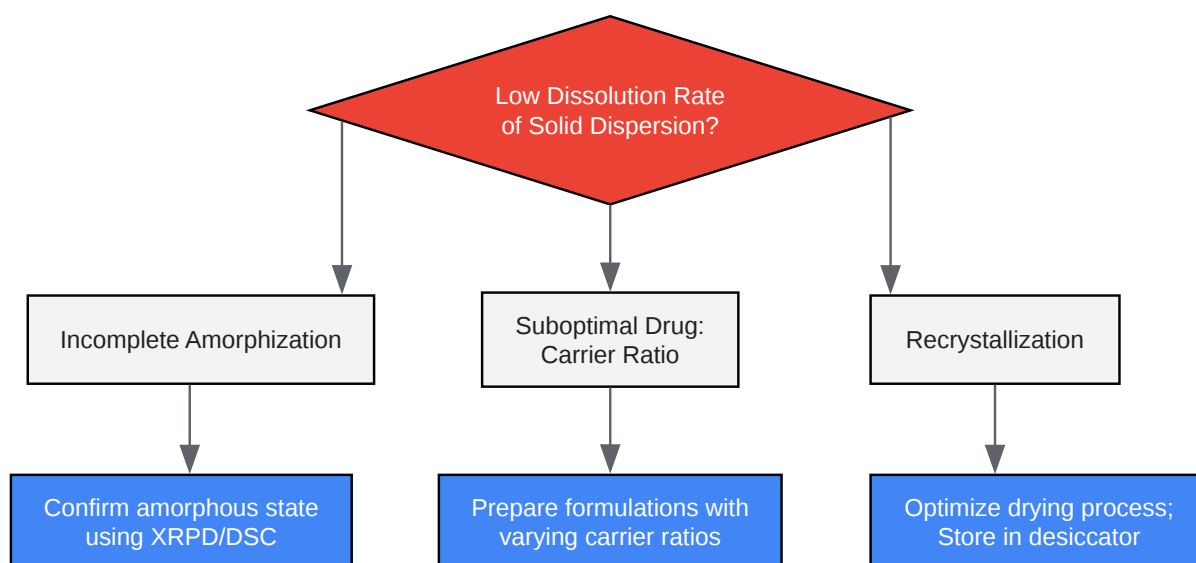 Low Dissolution Rate
of Solid Dispersion?
Incomplete Amorphization
Suboptimal Drug:
Carrier Ratio
Recrystallization
Confirm amorphous state
using XRPD/DSC
Prepare formulations with
varying carrier ratios
Optimize drying process;
Store in desiccator